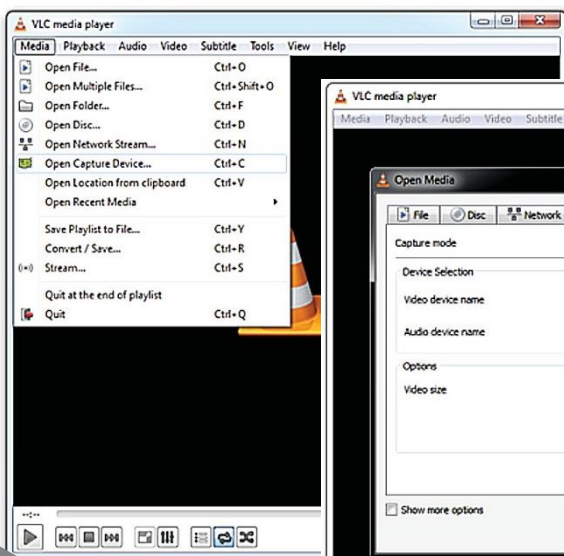 VLC media player
Media Playback Audio Video Subtitle Tools View Help
Open File... Ctrl+O
Open Multiple Files... Ctrl+Shift+O
Open Folder... Ctrl+F
Open Disc... Ctrl+D
Open Network Stream... Ctrl+N
Open Capture Device... Ctrl+C
Open Location from clipboard Ctrl+V
Open Recent Media
Save Playlist to File... Ctrl+Y
Convert / Save... Ctrl+R
Stream... Ctrl+S
Quit at the end of playlist
Quit Ctrl+Q
--:--
VLC media player
Media Playback Audio Video Subtitle
Open Media
File Disc Network
Capture mode
Device Selection
Video device name
Audio device name
Options
Video size
Show more options